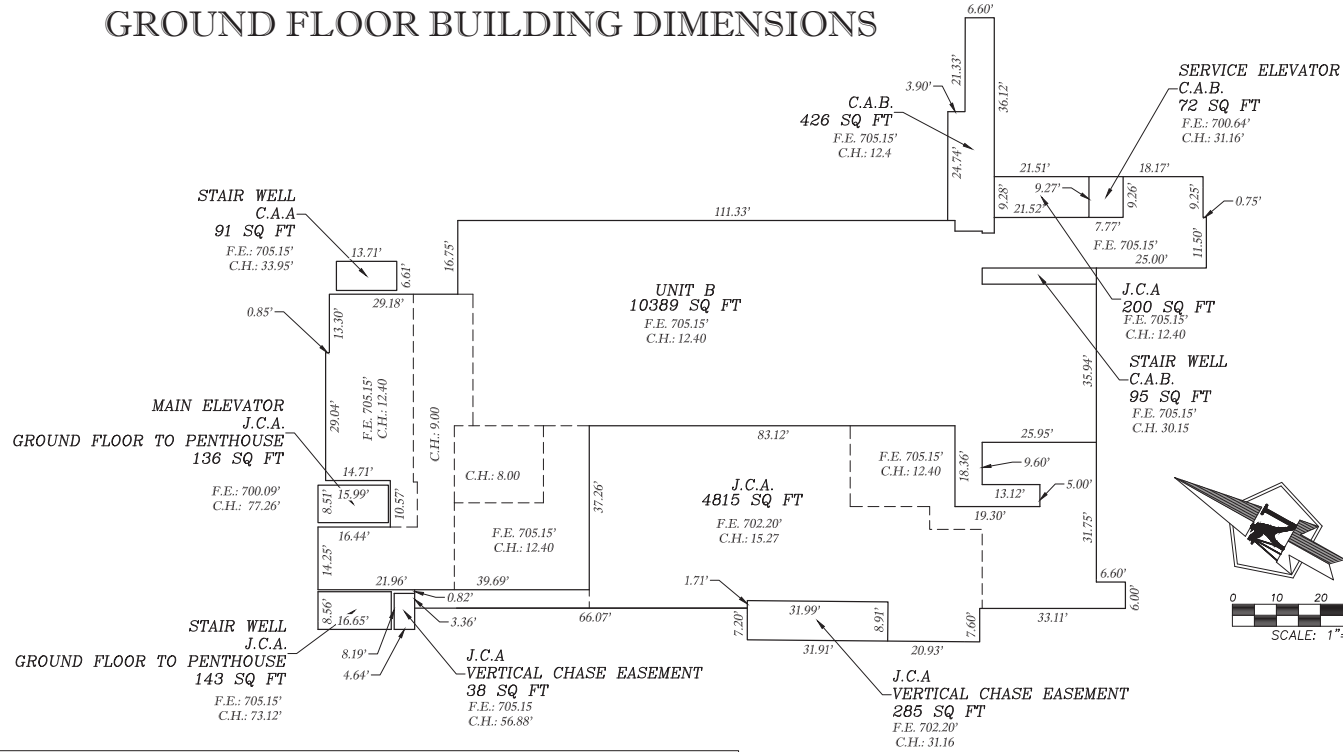 GROUND FLOOR BUILDING DIMENSIONS
6.60'
21.33'
36.12'
3.90'
C.A.B.
426 SQ FT
F.E. 705.15'
C.H.: 12.4
24.74'
SERVICE ELEVATOR
C.A.B.
72 SQ FT
F.E.: 700.64'
C.H.: 31.16'
21.51'
18.17'
9.28'
9.27'
9.26'
9.25'
0.75'
21.52'
7.77'
F.E. 705.15'
11.50'
25.00'
STAIR WELL
C.A.A
91 SQ FT
F.E.: 705.15'
C.H.: 33.95'
13.71'
6.61'
111.33'
16.75'
29.18'
0.85'
13.30'
UNIT B
10389 SQ FT
F.E. 705.15'
C.H.: 12.40
J.C.A
200 SQ FT
F.E. 705.15'
C.H.: 12.40
STAIR WELL
C.A.B.
95 SQ FT
F.E.: 705.15'
C.H. 30.15
35.94'
F.E. 705.15'
C.H.: 12.40
29.04'
C.H.: 9.00
MAIN ELEVATOR
J.C.A.
GROUND FLOOR TO PENTHOUSE
136 SQ FT
F.E.: 700.09'
C.H.: 77.26'
14.71'
8.51'
15.99'
10.57'
16.44'
14.25'
C.H.: 8.00
F.E. 705.15'
C.H.: 12.40
37.26'
83.12'
J.C.A.
4815 SQ FT
F.E. 702.20'
C.H.: 15.27
F.E. 705.15'
C.H.: 12.40
18.36'
25.95'
9.60'
13.12'
5.00'
19.30'
31.75'
21.96'
39.69'
0.82'
3.36'
66.07'
8.56'
16.65'
8.19'
4.64'
STAIR WELL
J.C.A.
GROUND FLOOR TO PENTHOUSE
143 SQ FT
F.E.: 705.15'
C.H.: 73.12'
J.C.A
VERTICAL CHASE EASEMENT
38 SQ FT
F.E.: 705.15
C.H.: 56.88'
1.71'
7.20'
31.99'
8.91'
31.91'
20.93'
7.60'
33.11'
6.60'
6.00'
J.C.A
VERTICAL CHASE EASEMENT
285 SQ FT
F.E. 702.20'
C.H.: 31.16
N
0 10 20
SCALE: 1"=